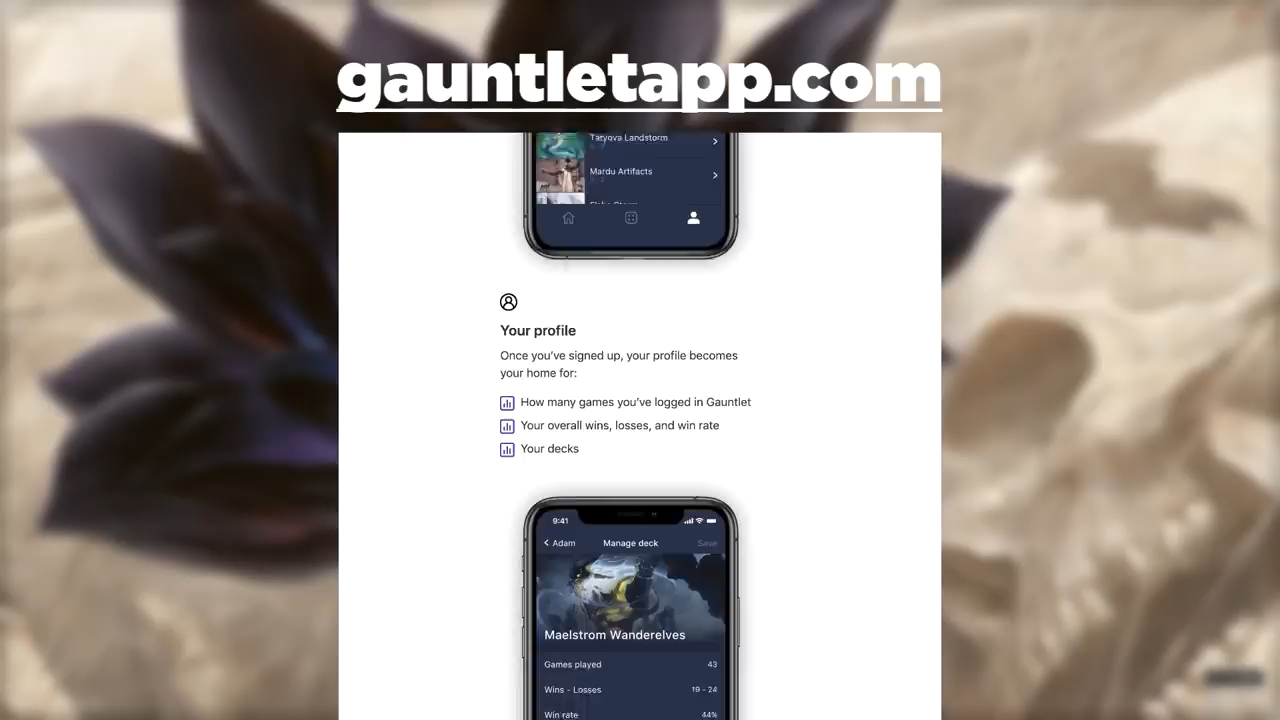 gauntletapp.com
Tatyova Landstorm
Mardu Artifacts
Your profile
Once you've signed up, your profile becomes
your home for:
How many games you've logged in Gauntlet
Your overall wins, losses, and win rate
Your decks
9:41
Adam Manage deck Save
Maelstrom Wanderelves
Games played 43
Wins - Losses 19 - 24
Win rate 44%